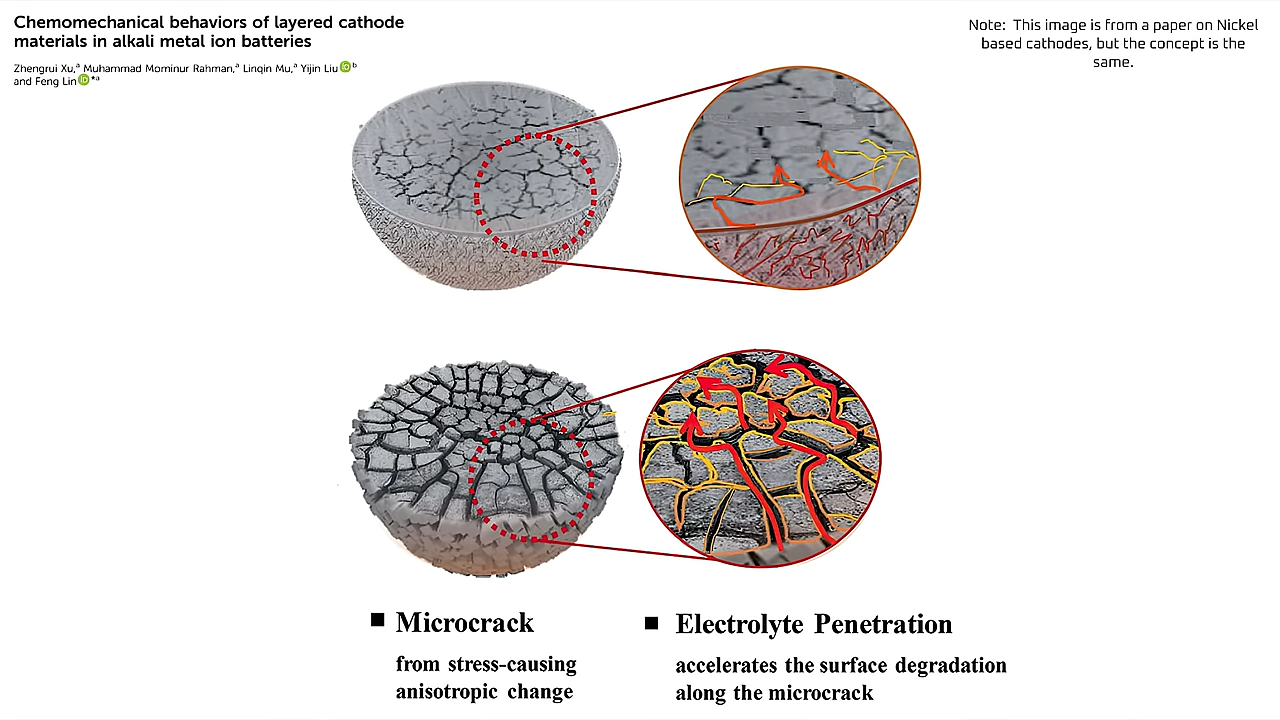 Chemomechanical behaviors of layered cathode
materials in alkali metal ion batteries
Zhengrui Xu,ᵃ Muhammad Mominur Rahman,ᵃ Linqin Mu,ᵃ Yijin Liu iD ᵇ
and Feng Lin iD *ᵃ
Note: This image is from a paper on Nickel
based cathodes, but the concept is the
same.
■ Microcrack
from stress-causing
anisotropic change
■ Electrolyte Penetration
accelerates the surface degradation
along the microcrack